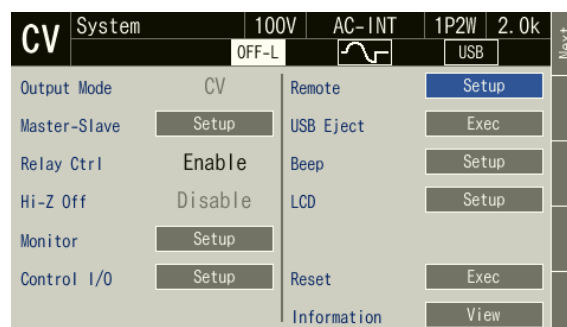 CV System 100V AC-INT 1P2W 2.0k
OFF-L USB
Next
Output Mode CV
Master-Slave Setup
Relay Ctrl Enable
Hi-Z Off Disable
Monitor Setup
Control I/O Setup
Remote Setup
USB Eject Exec
Beep Setup
LCD Setup
Reset Exec
Information View